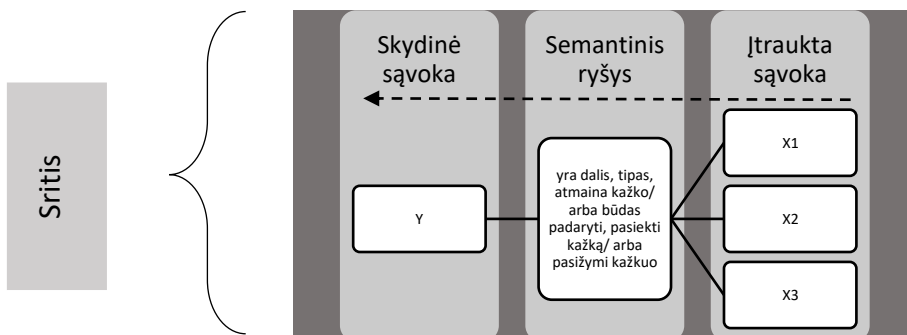 Sritis
Skydinė
sąvoka
Semantinis
ryšys
Įtraukta
sąvoka
Y
yra dalis, tipas,
atmaina kažko/
arba būdas
padaryti, pasiekti
kažką/ arba
pasižymi kažkuo
X1
X2
X3